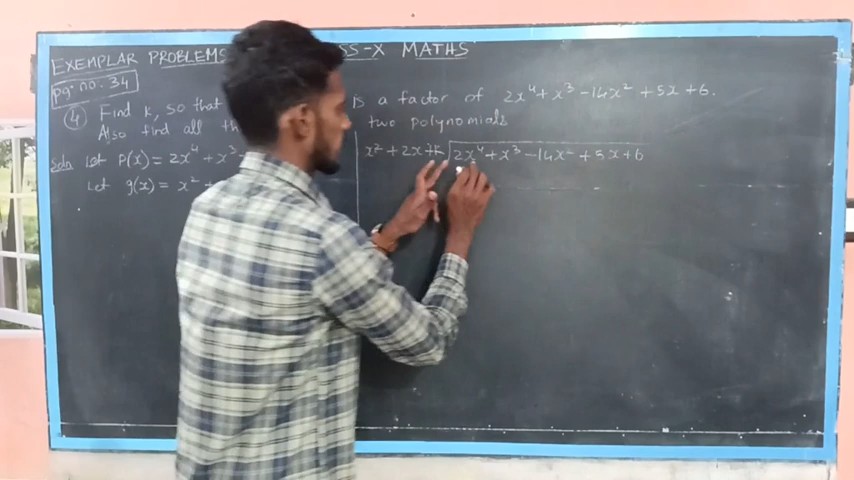 EXEMPLAR PROBLEMS SS-X MATHS
Pg. no: 34
④ Find k, so that is a factor of 2x⁴ + x³ - 14x² + 5x + 6.
Also find all th two polynomials
Soln Let P(x) = 2x⁴ + x³
Let g(x) = x² +
x² + 2x + k 2x⁴ + x³ - 14x² + 5x + 6